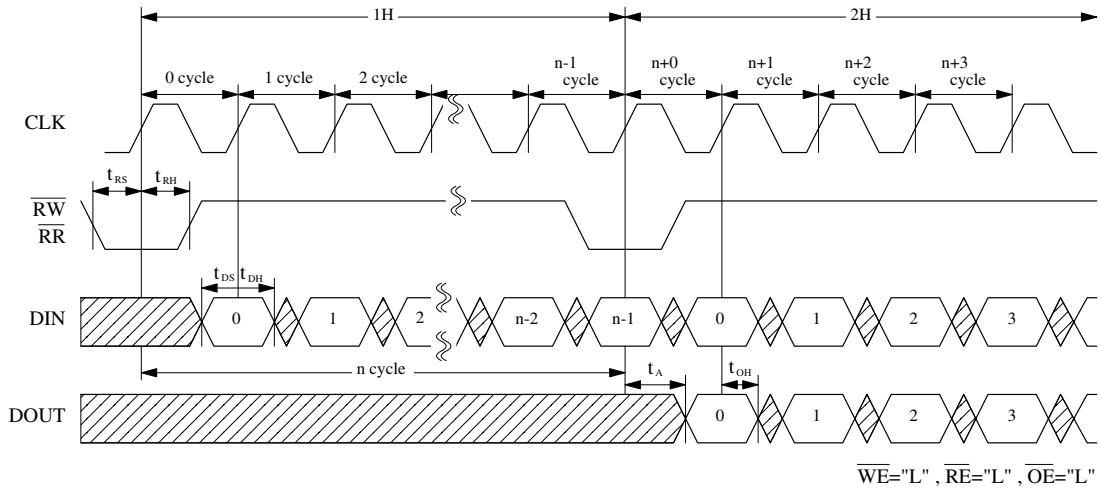 1H 2H
0 cycle 1 cycle 2 cycle n-1 cycle n+0 cycle n+1 cycle n+2 cycle n+3 cycle
CLK
tRS tRH
RW
RR
tDS tDH
DIN 0 1 2 n-2 n-1 0 1 2 3
n cycle tA tOH
DOUT 0 1 2 3
WE="L" , RE="L" , OE="L"